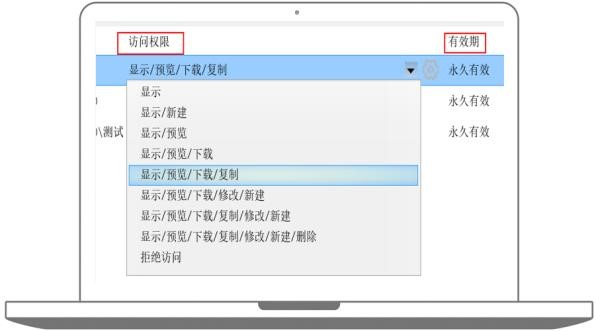 访问权限 有效期
显示/预览/下载/复制 永久有效
显示
显示/新建
永久有效
显示/预览
\测试 永久有效
显示/预览/下载
显示/预览/下载/复制
显示/预览/下载/修改/新建
显示/预览/下载/复制/修改/新建
显示/预览/下载/复制/修改/新建/删除
拒绝访问